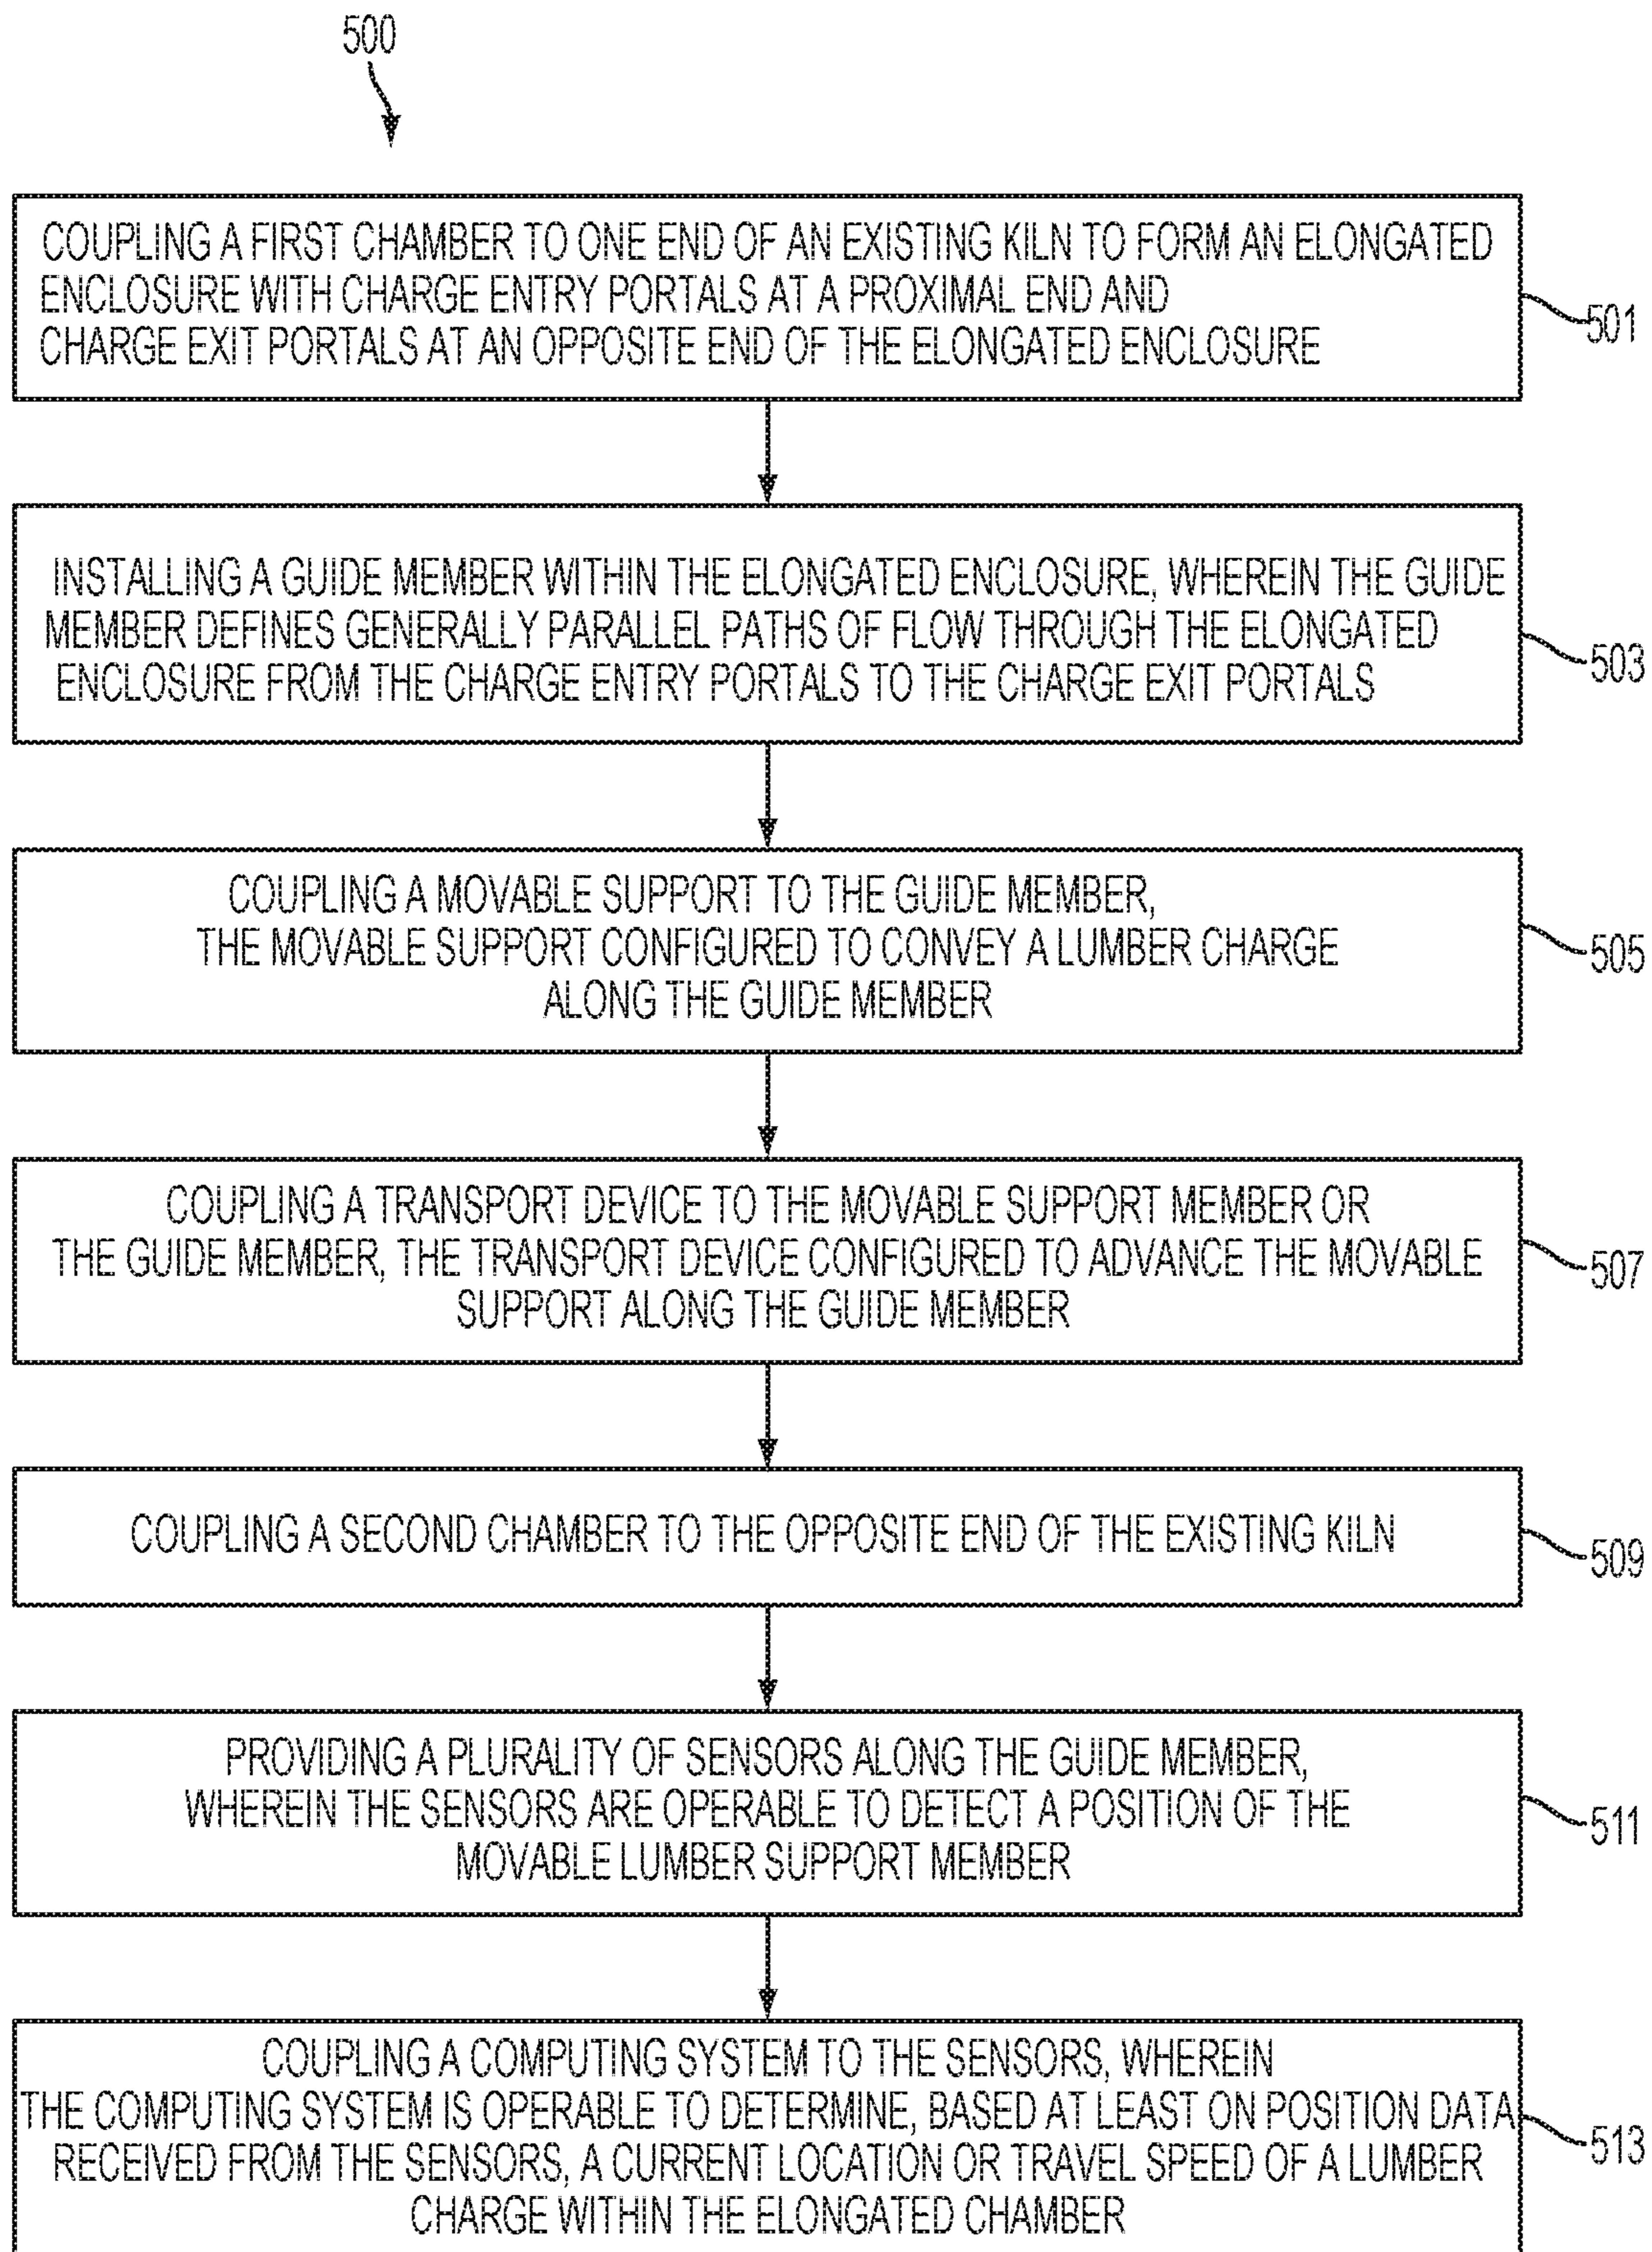 500
COUPLING A FIRST CHAMBER TO ONE END OF AN EXISTING KILN TO FORM AN ELONGATED
ENCLOSURE WITH CHARGE ENTRY PORTALS AT A PROXIMAL END AND
CHARGE EXIT PORTALS AT AN OPPOSITE END OF THE ELONGATED ENCLOSURE
501
INSTALLING A GUIDE MEMBER WITHIN THE ELONGATED ENCLOSURE, WHEREIN THE GUIDE
MEMBER DEFINES GENERALLY PARALLEL PATHS OF FLOW THROUGH THE ELONGATED
ENCLOSURE FROM THE CHARGE ENTRY PORTALS TO THE CHARGE EXIT PORTALS
503
COUPLING A MOVABLE SUPPORT TO THE GUIDE MEMBER,
THE MOVABLE SUPPORT CONFIGURED TO CONVEY A LUMBER CHARGE
ALONG THE GUIDE MEMBER
505
COUPLING A TRANSPORT DEVICE TO THE MOVABLE SUPPORT MEMBER OR
THE GUIDE MEMBER, THE TRANSPORT DEVICE CONFIGURED TO ADVANCE THE MOVABLE
SUPPORT ALONG THE GUIDE MEMBER
507
COUPLING A SECOND CHAMBER TO THE OPPOSITE END OF THE EXISTING KILN
509
PROVIDING A PLURALITY OF SENSORS ALONG THE GUIDE MEMBER,
WHEREIN THE SENSORS ARE OPERABLE TO DETECT A POSITION OF THE
MOVABLE LUMBER SUPPORT MEMBER
511
COUPLING A COMPUTING SYSTEM TO THE SENSORS, WHEREIN
THE COMPUTING SYSTEM IS OPERABLE TO DETERMINE, BASED AT LEAST ON POSITION DATA
RECEIVED FROM THE SENSORS, A CURRENT LOCATION OR TRAVEL SPEED OF A LUMBER
CHARGE WITHIN THE ELONGATED CHAMBER
513